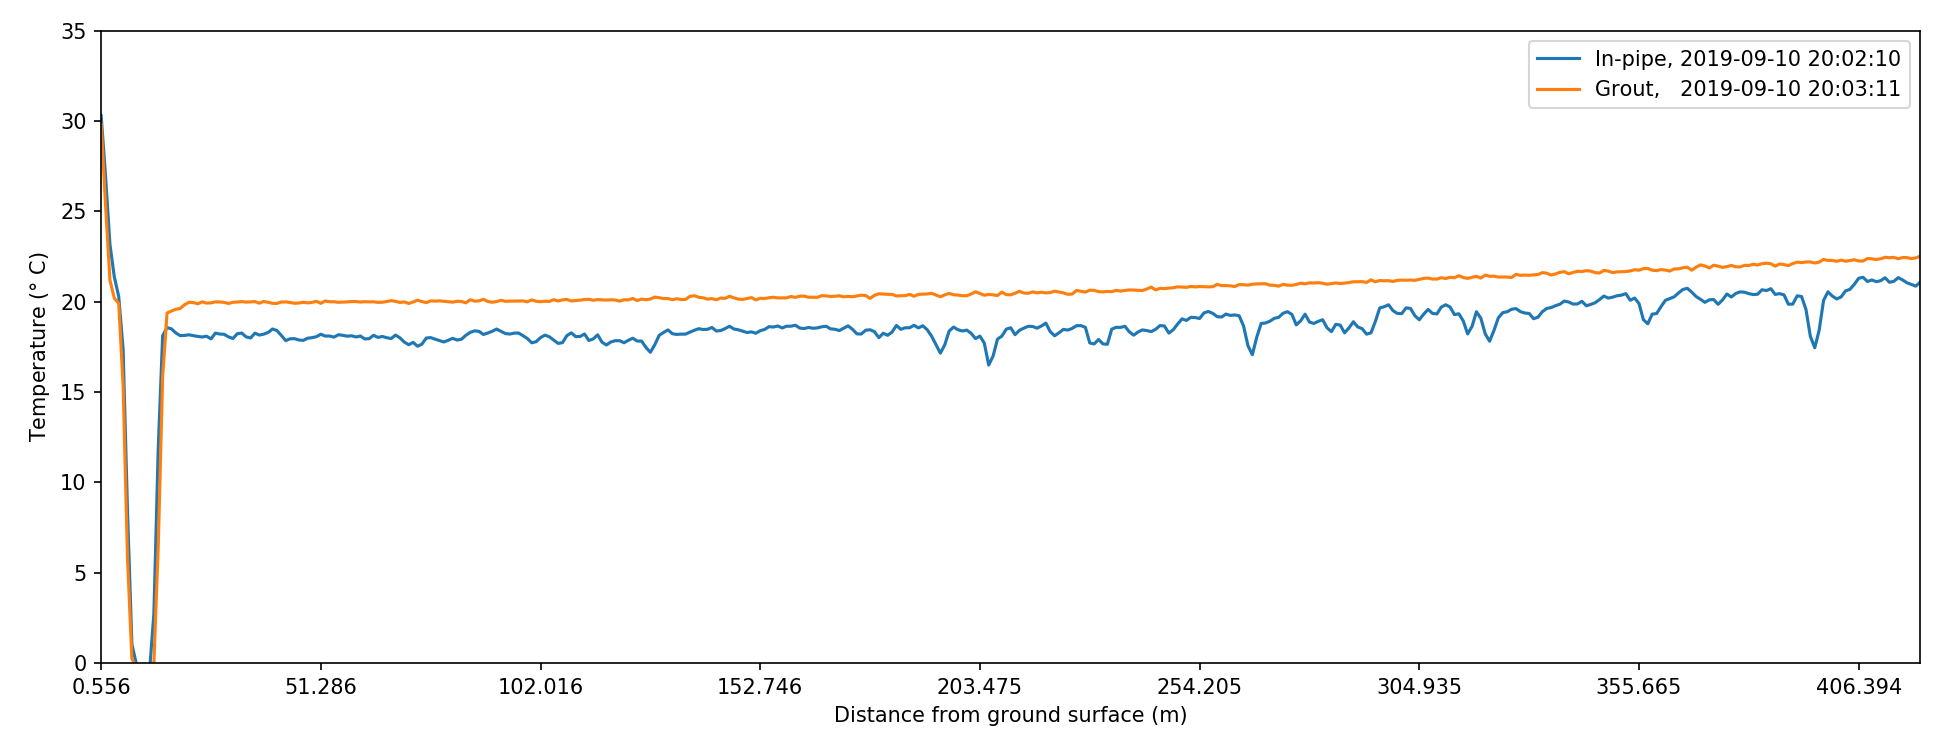 35
30
25
20
15
10
5
0
Temperature (° C)
In-pipe, 2019-09-10 20:02:10
Grout, 2019-09-10 20:03:11
0.556 51.286 102.016 152.746 203.475 254.205 304.935 355.665 406.394
Distance from ground surface (m)